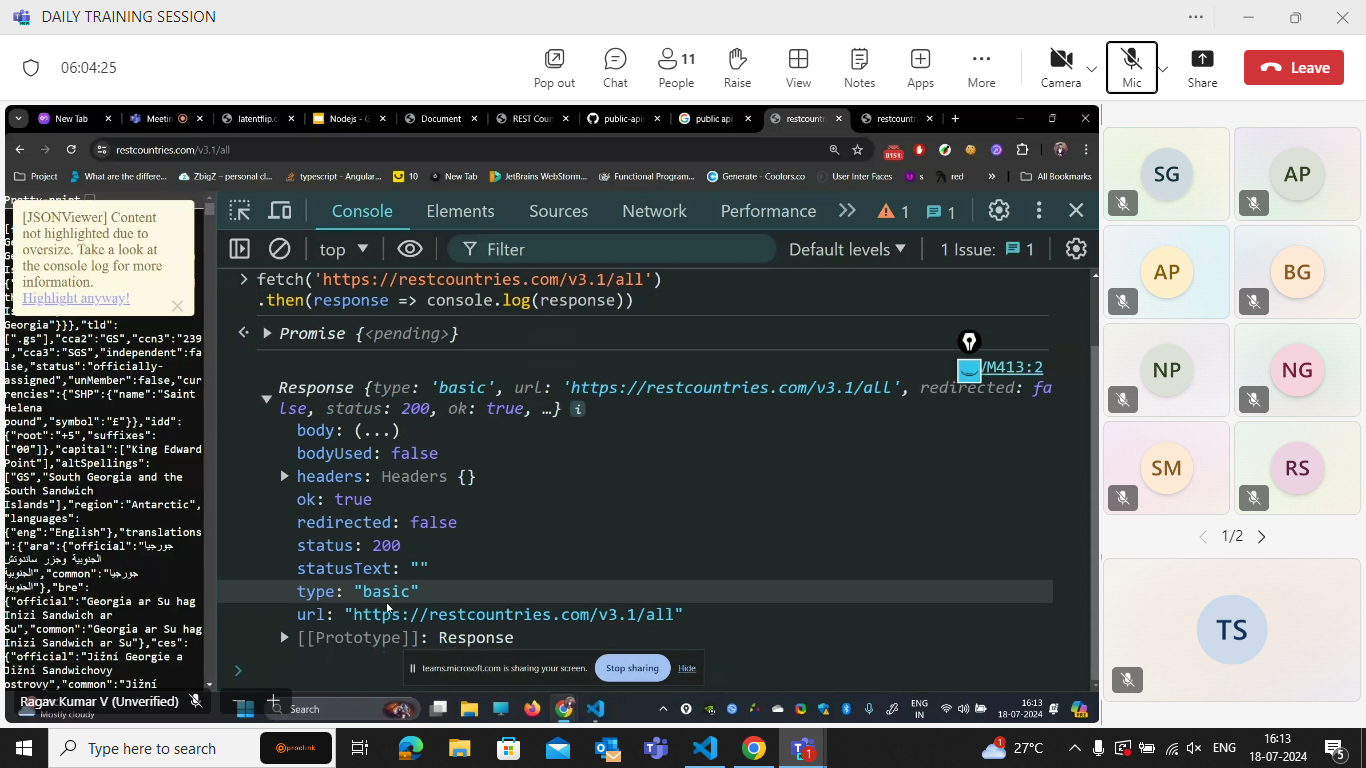 DAILY TRAINING SESSION
06:04:25
Pop out
Chat
11
People
Raise
View
Notes
Apps
More
Camera
Mic
Share
Leave
New Tab
Document
REST Cou
public-api
public api
restcountr
restcountr
restcountries.com/v3.1/all
Project
What are the differe...
ZbigZ – personal cl...
typescript - Angular...
10
New Tab
JetBrains WebStorm...
Functional Program...
Generate - Coolors.co
User Inter Faces
s
red
»
All Bookmarks
Pretty-print
[JSONViewer] Content
not highlighted due to
oversize. Take a look at
the console log for more
information.
Highlight anyway!
Georgia"}}},"tld":
[".gs"],"cca2":"GS","ccn3":"239
","cca3":"SGS","independent":fa
lse,"status":"officially-
assigned","unMember":false,"cur
rencies":{"SHP":{"name":"Saint
Helena
pound","symbol":"£"}},"idd":
{"root":"+5","suffixes":
["00"]},"capital":["King Edward
Point"],"altSpellings":
["GS","South Georgia and the
South Sandwich
Islands"],"region":"Antarctic",
"languages":
{"eng":"English"},"translations
":{"ara":{"official":"جورجيا
الجنوبية وجزر ساندوتش
الجنوبية","common":"جورجيا
الجنوبية"},"bre":
{"official":"Georgia ar Su hag
Inizi Sandwich ar
Su","common":"Georgia ar Su hag
Inizi Sandwich ar Su"},"ces":
{"official":"Jižní Georgie a
Jižní Sandwichovy
ostrovy","common":"Jižní
Console
Elements
Sources
Network
Performance
1
1
top
Filter
Default levels
1 Issue:
1
fetch('https://restcountries.com/v3.1/all')
.then(response => console.log(response))
Promise {<pending>}
/M413:2
Response {type: 'basic', url: 'https://restcountries.com/v3.1/all', redirected: fa
lse, status: 200, ok: true, …}
body: (...)
bodyUsed: false
headers: Headers {}
ok: true
redirected: false
status: 200
statusText: ""
type: "basic"
url: "https://restcountries.com/v3.1/all"
[[Prototype]]: Response
teams.microsoft.com is sharing your screen.
Stop sharing
Hide
Ragav Kumar V (Unverified)
Mostly cloudy
Search
ENG
IN
16:13
18-07-2024
SG
AP
AP
BG
NP
NG
SM
RS
1/2
TS
Type here to search
proclink
27°C
ENG
16:13
18-07-2024
5